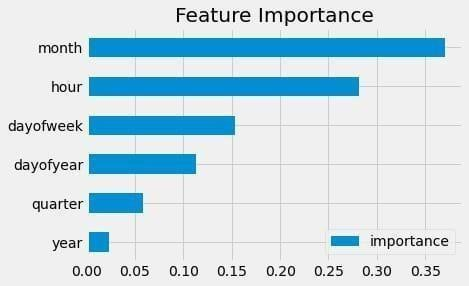 Feature Importance
month
hour
dayofweek
dayofyear
quarter
year
importance
0.00 0.05 0.10 0.15 0.20 0.25 0.30 0.35